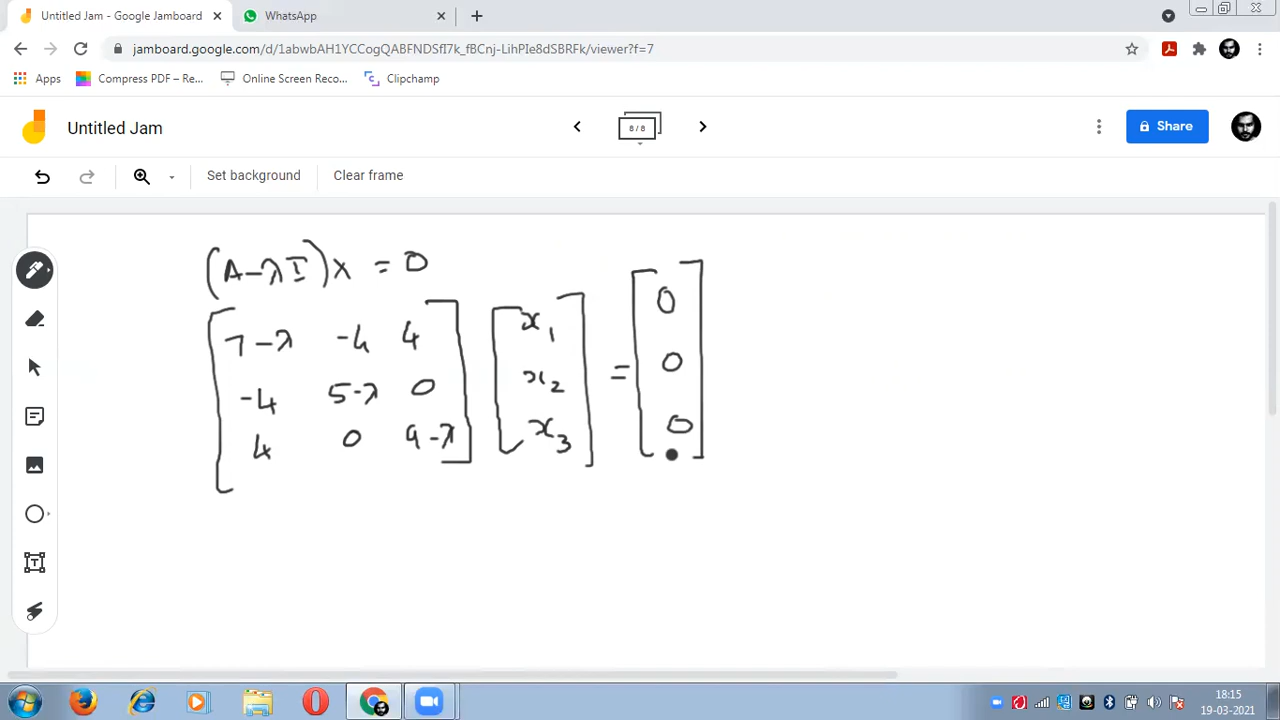 Untitled Jam - Google Jamboard
WhatsApp
jamboard.google.com/d/1abwbAH1YCCogQABFNDSfI7k_fBCnj-LihPIe8dSBRFk/viewer?f=7
Apps
Compress PDF – Re...
Online Screen Reco...
Clipchamp
Untitled Jam
8 / 8
Share
Set background
Clear frame
(A-λI)X = 0
7-λ -4 4
-4 5-λ 0
4 0 9-λ
x1
x2
x3
=
0
0
0
18:15
19-03-2021